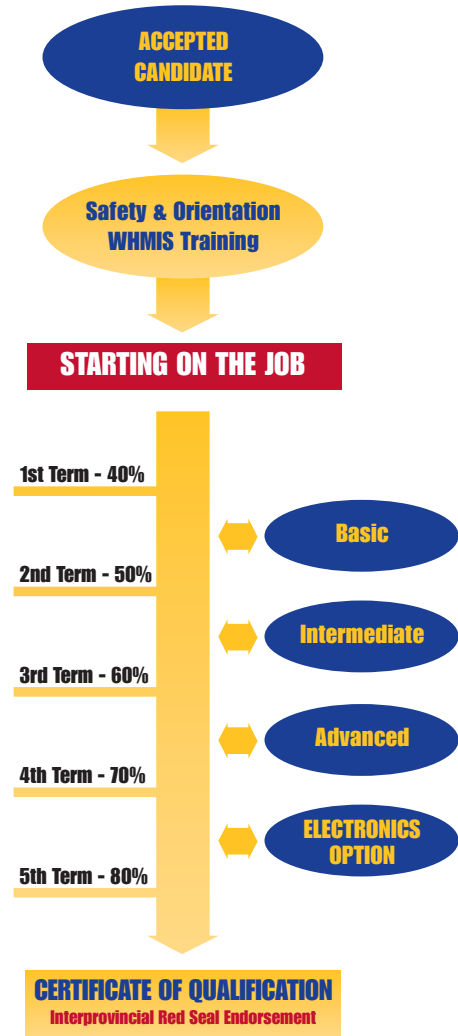 ACCEPTED
CANDIDATE
Safety & Orientation
WHMIS Training
STARTING ON THE JOB
1st Term - 40%
Basic
2nd Term - 50%
Intermediate
3rd Term - 60%
Advanced
4th Term - 70%
ELECTRONICS
OPTION
5th Term - 80%
CERTIFICATE OF QUALIFICATION
Interprovincial Red Seal Endorsement